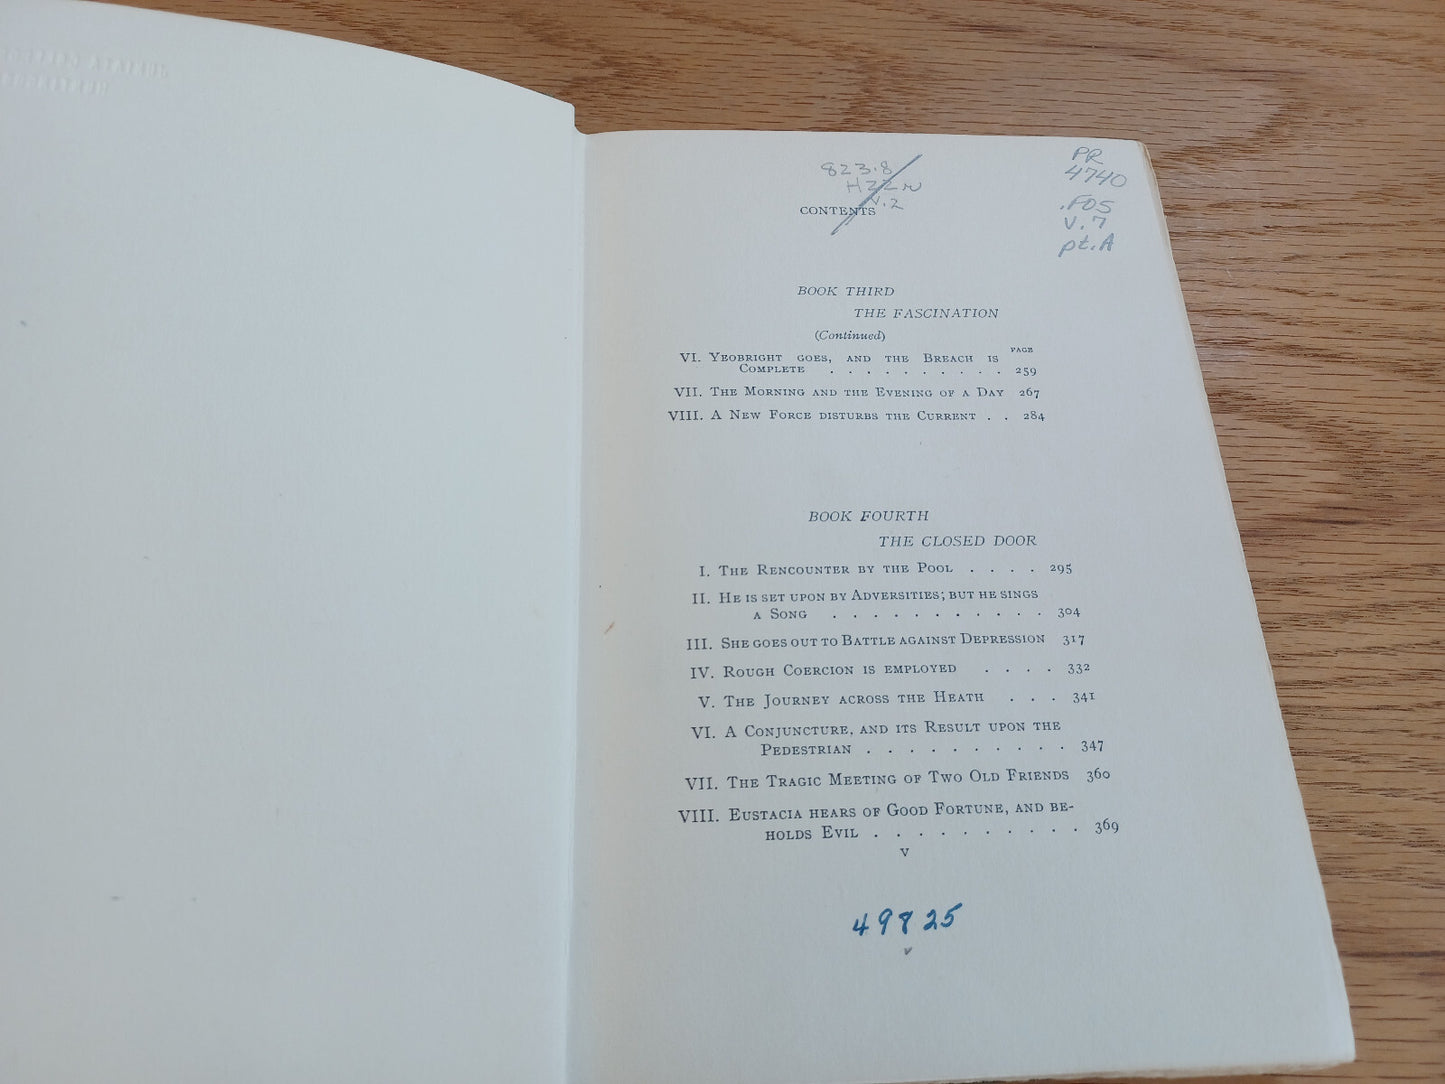 823.8
H22r
v.2
PR
4740
.F05
V.7
pt.A
CONTENTS
BOOK THIRD
THE FASCINATION
(Continued)
PAGE
VI. YEOBRIGHT GOES, AND THE BREACH IS
COMPLETE . . . . . . . . . . 259
VII. THE MORNING AND THE EVENING OF A DAY 267
VIII. A NEW FORCE DISTURBS THE CURRENT . . 284
BOOK FOURTH
THE CLOSED DOOR
I. THE RENCOUNTER BY THE POOL . . . . 295
II. HE IS SET UPON BY ADVERSITIES; BUT HE SINGS
A SONG . . . . . . . . . . . 304
III. SHE GOES OUT TO BATTLE AGAINST DEPRESSION 317
IV. ROUGH COERCION IS EMPLOYED . . . . 332
V. THE JOURNEY ACROSS THE HEATH . . . 341
VI. A CONJUNCTURE, AND ITS RESULT UPON THE
PEDESTRIAN . . . . . . . . . . 347
VII. THE TRAGIC MEETING OF TWO OLD FRIENDS 360
VIII. EUSTACIA HEARS OF GOOD FORTUNE, AND BE-
HOLDS EVIL . . . . . . . . . . 369
V
49825